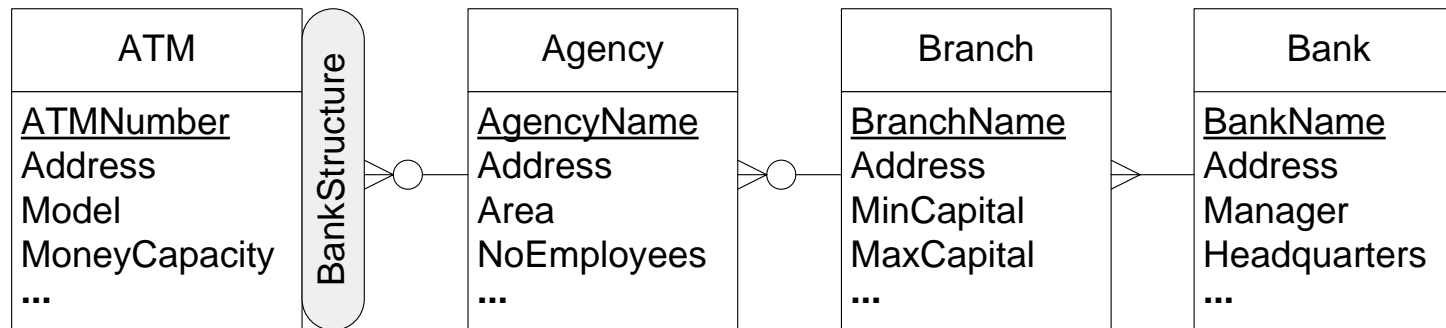 ATM
ATMNumber
Address
Model
MoneyCapacity
...
BankStructure
Agency
AgencyName
Address
Area
NoEmployees
...
Branch
BranchName
Address
MinCapital
MaxCapital
...
Bank
BankName
Address
Manager
Headquarters
...